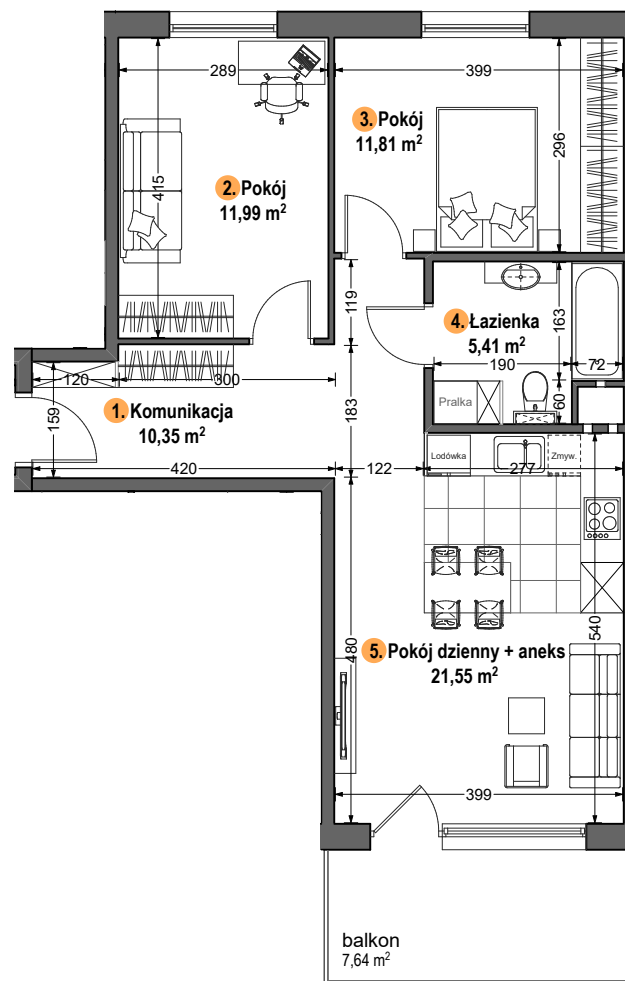 289
399
3. Pokój
11,81 m²
296
415
2. Pokój
11,99 m²
119
4. Łazienka
5,41 m²
163
190
72
120
300
183
Pralka
60
159
1. Komunikacja
10,35 m²
420
122
277
Lodówka
Zmyw.
480
540
5. Pokój dzienny + aneks
21,55 m²
399
balkon
7,64 m²